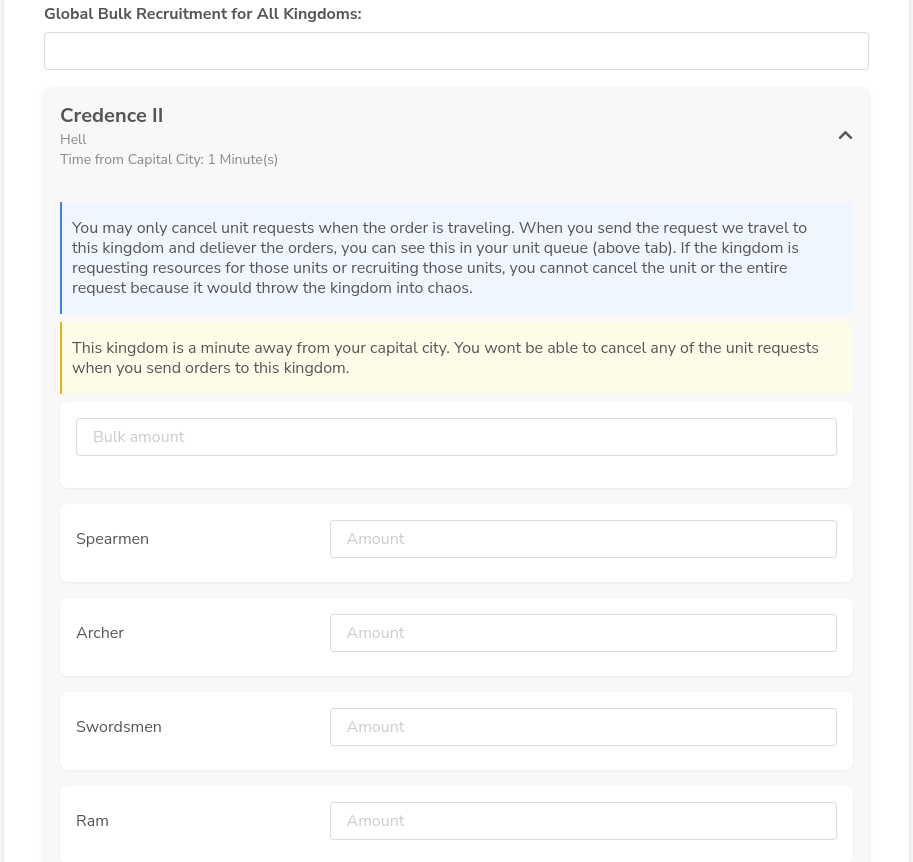 Global Bulk Recruitment for All Kingdoms:
Credence II
Hell
Time from Capital City: 1 Minute(s)
You may only cancel unit requests when the order is traveling. When you send the request we travel to
this kingdom and deliever the orders, you can see this in your unit queue (above tab). If the kingdom is
requesting resources for those units or recruiting those units, you cannot cancel the unit or the entire
request because it would throw the kingdom into chaos.
This kingdom is a minute away from your capital city. You wont be able to cancel any of the unit requests
when you send orders to this kingdom.
Bulk amount
Spearmen
Amount
Archer
Amount
Swordsmen
Amount
Ram
Amount